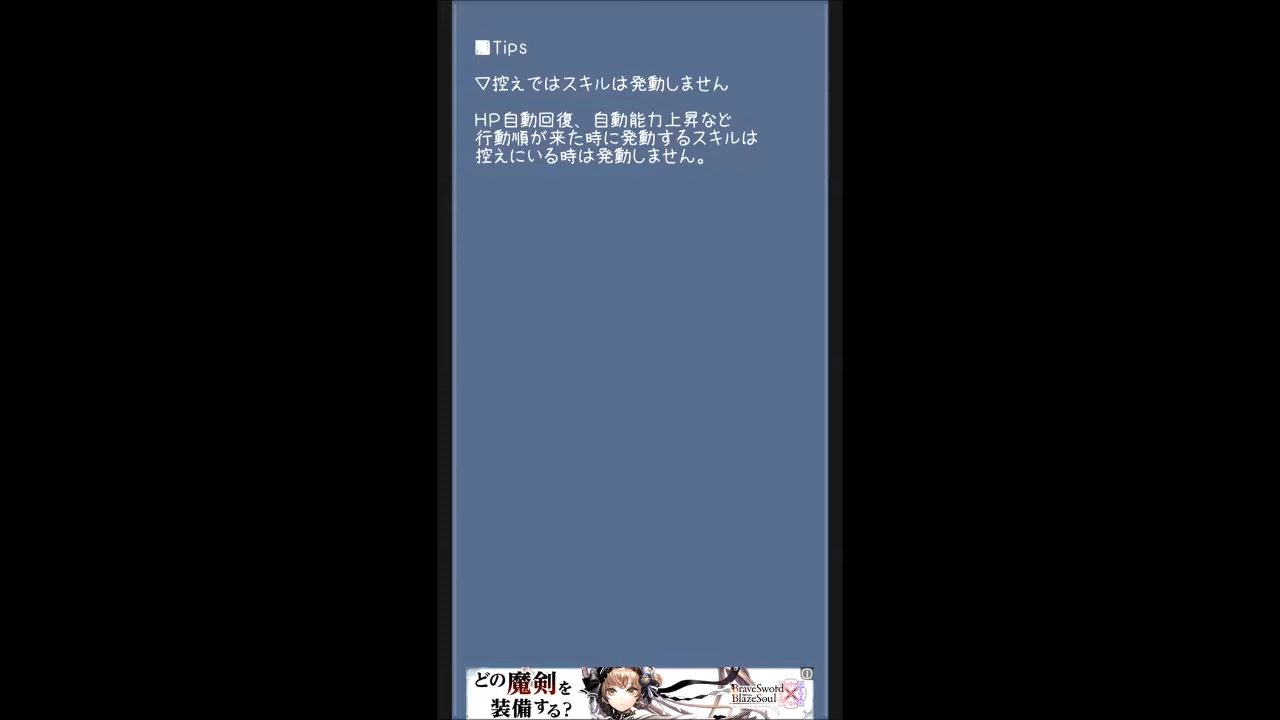 ■Tips
▽控えではスキルは発動しません
HP自動回復、自動能力上昇など
行動順が来た時に発動するスキルは
控えにいる時は発動しません。
どの魔剣を
装備する?
BraveSword
BlazeSoul